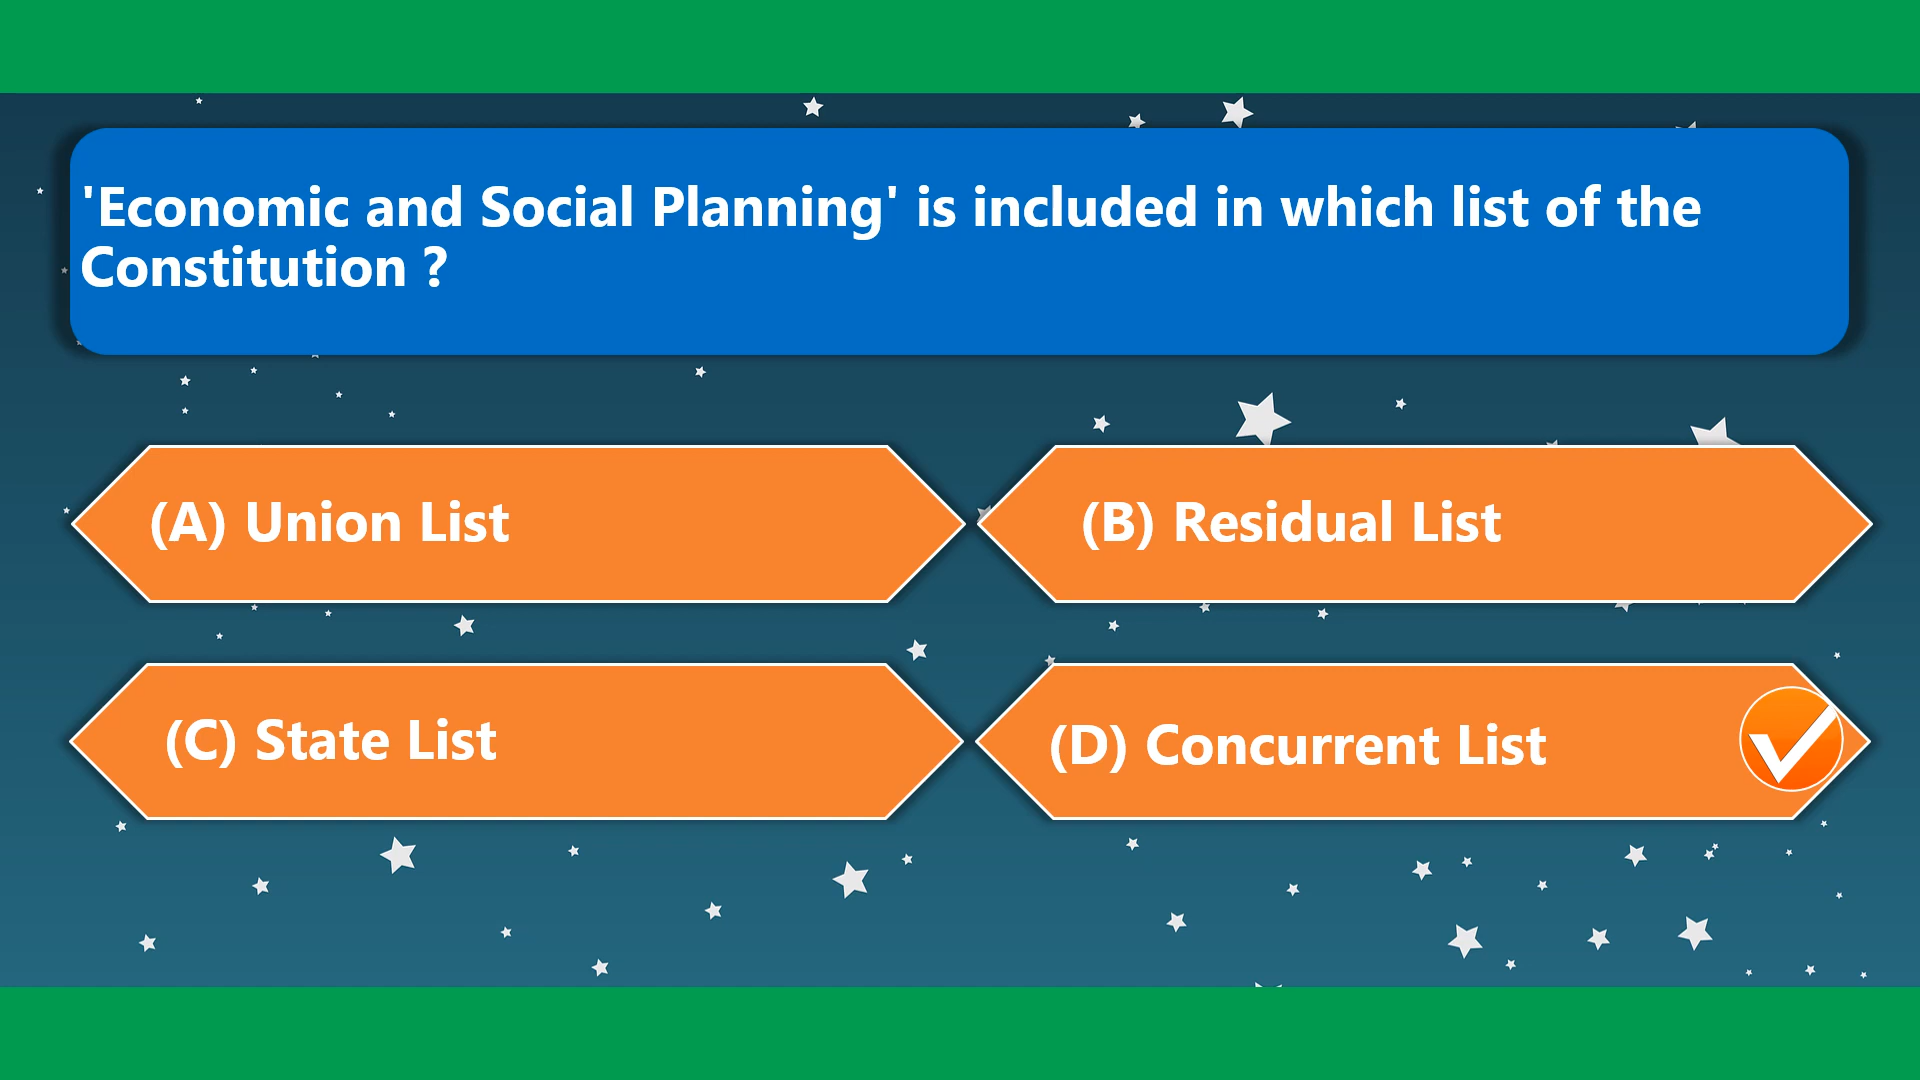 'Economic and Social Planning' is included in which list of the
Constitution ?
(A) Union List
(B) Residual List
(C) State List
(D) Concurrent List